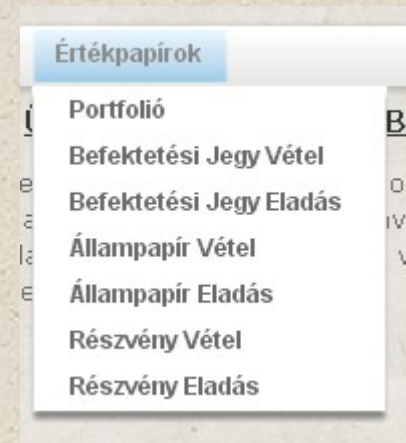 Értékpapírok
Portfolió
Befektetési Jegy Vétel
Befektetési Jegy Eladás
Állampapír Vétel
Állampapír Eladás
Részvény Vétel
Részvény Eladás